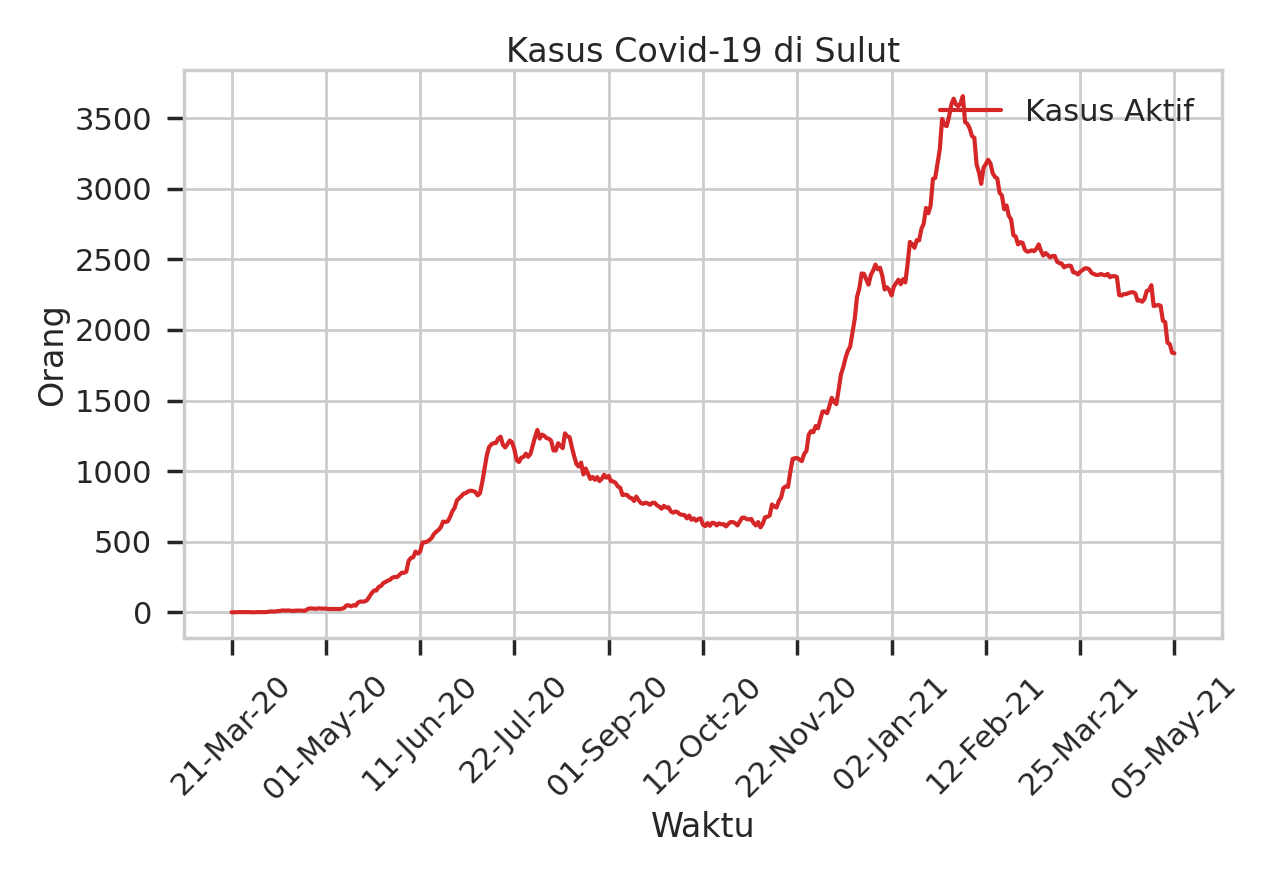 Kasus Covid-19 di Sulut
Kasus Aktif
Orang
3500
3000
2500
2000
1500
1000
500
0
21-Mar-20
01-May-20
11-Jun-20
22-Jul-20
01-Sep-20
12-Oct-20
22-Nov-20
02-Jan-21
12-Feb-21
25-Mar-21
05-May-21
Waktu